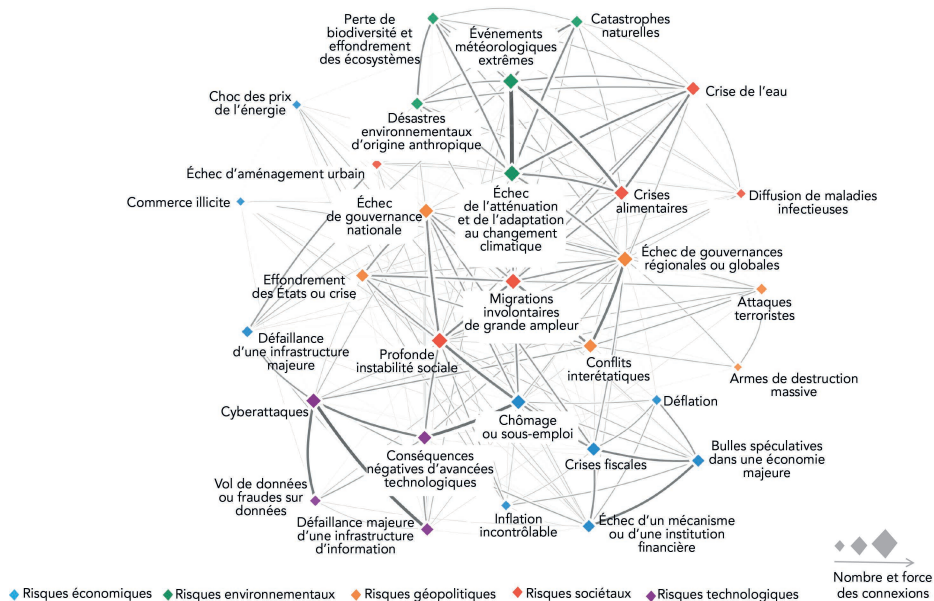 Perte de
biodiversité et
effondrement
des écosystèmes
Événements
météorologiques
extrêmes
Catastrophes
naturelles
Choc des prix
de l'énergie
Crise de l'eau
Désastres
environnementaux
d'origine anthropique
Échec d'aménagement urbain
Commerce illicite
Échec
de gouvernance
nationale
Échec
de l'atténuation
et de l'adaptation
au changement
climatique
Crises
alimentaires
Diffusion de maladies
infectieuses
Échec de gouvernances
régionales ou globales
Effondrement
des États ou crise
Migrations
involontaires
de grande ampleur
Attaques
terroristes
Défaillance
d'une infrastructure
majeure
Profonde
instabilité sociale
Conflits
interétatiques
Armes de destruction
massive
Cyberattaques
Chômage
ou sous-emploi
Déflation
Conséquences
négatives d'avancées
technologiques
Crises fiscales
Bulles spéculatives
dans une économie
majeure
Vol de données
ou fraudes sur
données
Défaillance majeure
d'une infrastructure
d'information
Inflation
incontrôlable
Échec d'un mécanisme
ou d'une institution
financière
Nombre et force
des connexions
Risques économiques
Risques environnementaux
Risques géopolitiques
Risques sociétaux
Risques technologiques